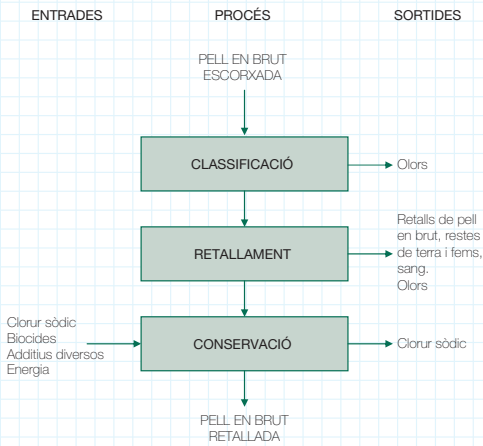 ENTRADES
PROCÉS
SORTIDES
PELL EN BRUT
ESCORXADA
CLASSIFICACIÓ
Olors
RETALLAMENT
Retalls de pell
en brut, restes
de terra i fems,
sang.
Olors
Clorur sòdic
Biocides
Additius diversos
Energia
CONSERVACIÓ
Clorur sòdic
PELL EN BRUT
RETALLADA